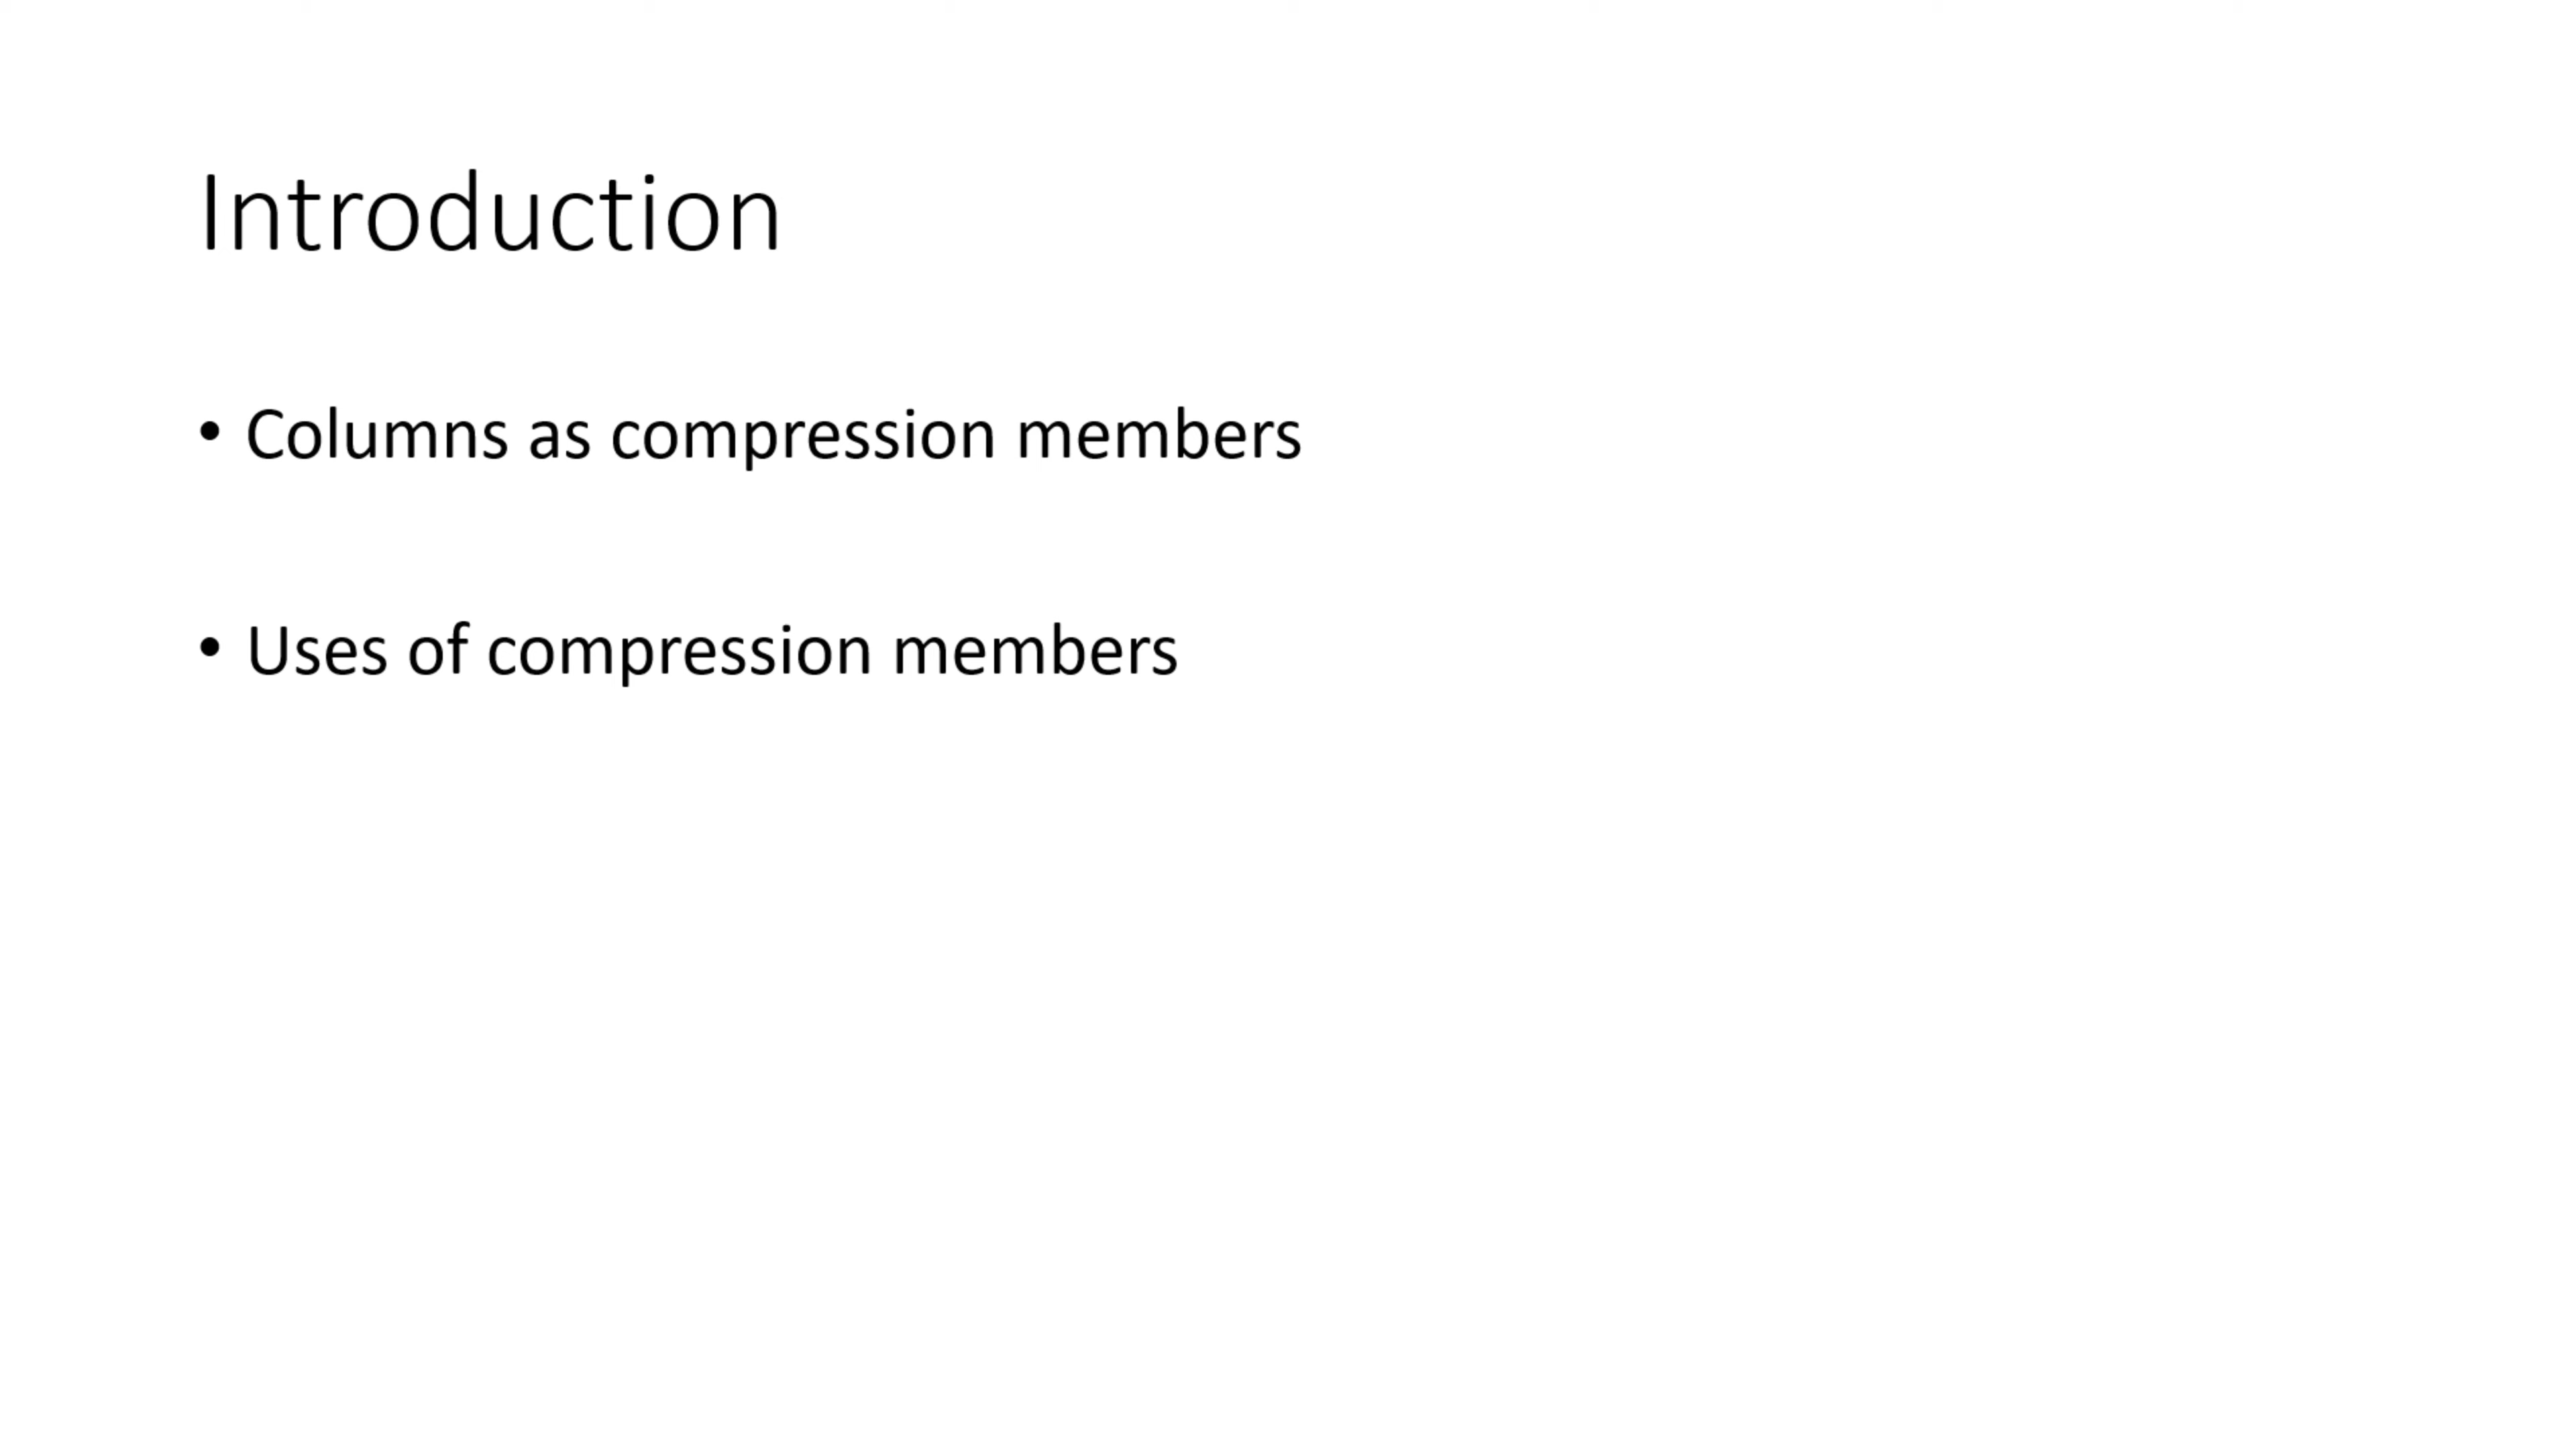 Introduction
• Columns as compression members
• Uses of compression members